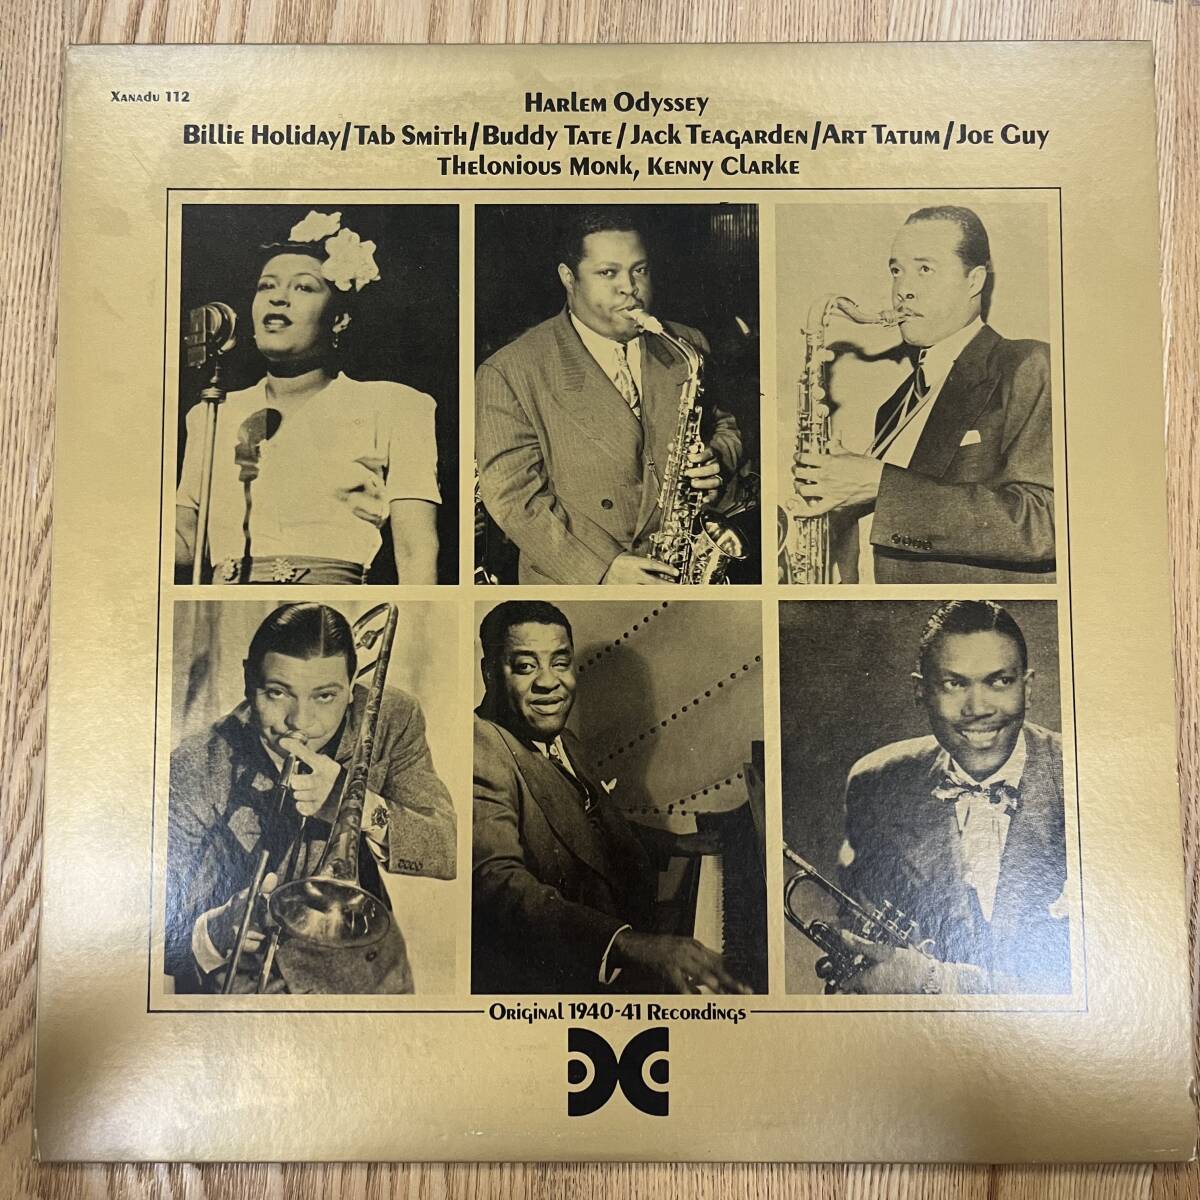 Xanadu 112
Harlem Odyssey
Billie Holiday/Tab Smith/Buddy Tate/Jack Teagarden/Art Tatum/Joe Guy
Thelonious Monk, Kenny Clarke
Original 1940-41 Recordings